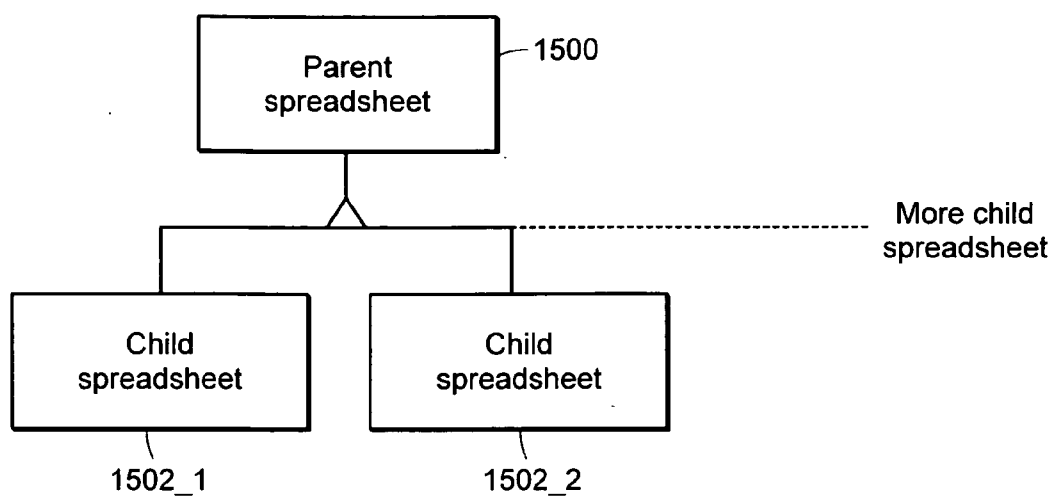 Parent
spreadsheet
1500
More child
spreadsheet
Child
spreadsheet
Child
spreadsheet
1502_1
1502_2